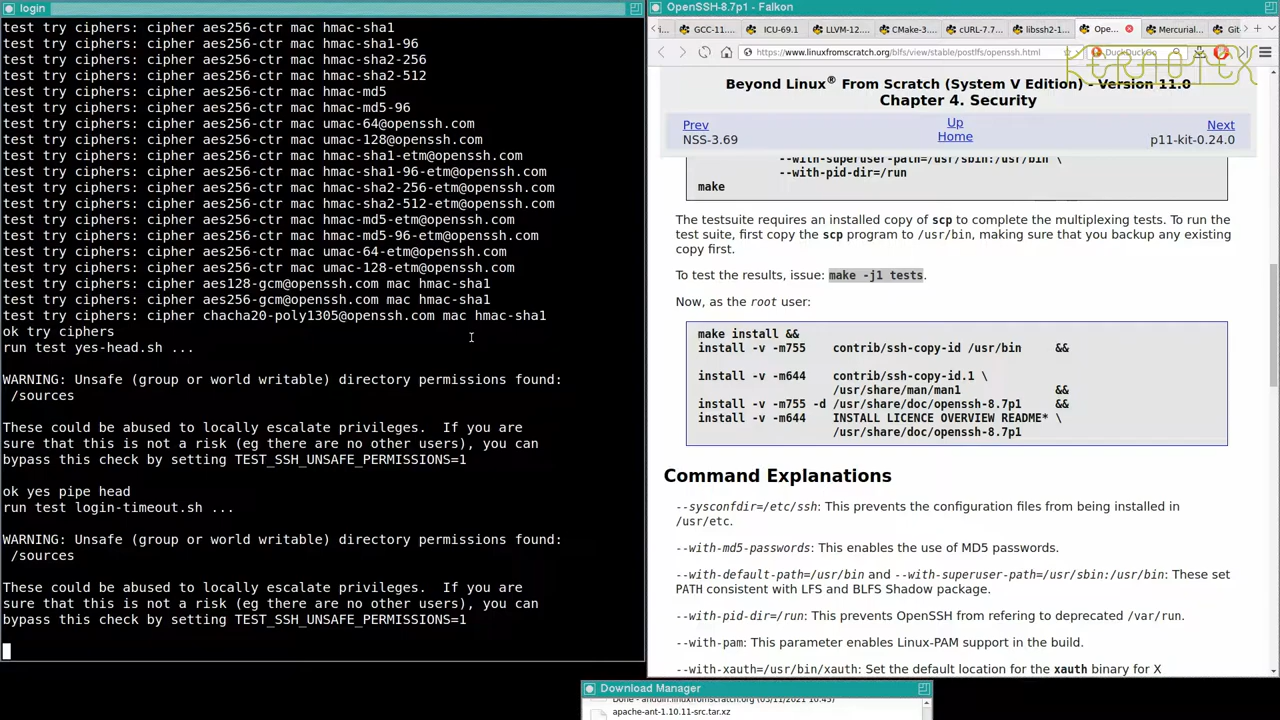 login
test try ciphers: cipher aes256-ctr mac hmac-sha1
test try ciphers: cipher aes256-ctr mac hmac-sha1-96
test try ciphers: cipher aes256-ctr mac hmac-sha2-256
test try ciphers: cipher aes256-ctr mac hmac-sha2-512
test try ciphers: cipher aes256-ctr mac hmac-md5
test try ciphers: cipher aes256-ctr mac hmac-md5-96
test try ciphers: cipher aes256-ctr mac umac-64@openssh.com
test try ciphers: cipher aes256-ctr mac umac-128@openssh.com
test try ciphers: cipher aes256-ctr mac hmac-sha1-etm@openssh.com
test try ciphers: cipher aes256-ctr mac hmac-sha1-96-etm@openssh.com
test try ciphers: cipher aes256-ctr mac hmac-sha2-256-etm@openssh.com
test try ciphers: cipher aes256-ctr mac hmac-sha2-512-etm@openssh.com
test try ciphers: cipher aes256-ctr mac hmac-md5-etm@openssh.com
test try ciphers: cipher aes256-ctr mac hmac-md5-96-etm@openssh.com
test try ciphers: cipher aes256-ctr mac umac-64-etm@openssh.com
test try ciphers: cipher aes256-ctr mac umac-128-etm@openssh.com
test try ciphers: cipher aes128-gcm@openssh.com mac hmac-sha1
test try ciphers: cipher aes256-gcm@openssh.com mac hmac-sha1
test try ciphers: cipher chacha20-poly1305@openssh.com mac hmac-sha1
ok try ciphers
run test yes-head.sh ...
WARNING: Unsafe (group or world writable) directory permissions found:
/sources
These could be abused to locally escalate privileges.  If you are
sure that this is not a risk (eg there are no other users), you can
bypass this check by setting TEST_SSH_UNSAFE_PERMISSIONS=1
ok yes pipe head
run test login-timeout.sh ...
WARNING: Unsafe (group or world writable) directory permissions found:
/sources
These could be abused to locally escalate privileges.  If you are
sure that this is not a risk (eg there are no other users), you can
bypass this check by setting TEST_SSH_UNSAFE_PERMISSIONS=1
OpenSSH-8.7p1 - Falkon
GCC-11.... ICU-69.1 LLVM-12.... CMake-3.... cURL-7.7... libssh2-1... Ope... Mercurial... Git
https://www.linuxfromscratch.org/blfs/view/stable/postlfs/openssh.html DuckDuckGo
KERNOTEX
Beyond Linux® From Scratch (System V Edition) - Version 11.0
Chapter 4. Security
Prev Up Next
NSS-3.69 Home p11-kit-0.24.0
--with-superuser-path=/usr/sbin:/usr/bin \
--with-pid-dir=/run
make
The testsuite requires an installed copy of scp to complete the multiplexing tests. To run the
test suite, first copy the scp program to /usr/bin, making sure that you backup any existing
copy first.
To test the results, issue: make -j1 tests.
Now, as the root user:
make install &&
install -v -m755    contrib/ssh-copy-id /usr/bin    &&
install -v -m644    contrib/ssh-copy-id.1 \
/usr/share/man/man1    &&
install -v -m755 -d /usr/share/doc/openssh-8.7p1    &&
install -v -m644    INSTALL LICENCE OVERVIEW README* \
/usr/share/doc/openssh-8.7p1
Command Explanations
--sysconfdir=/etc/ssh: This prevents the configuration files from being installed in
/usr/etc.
--with-md5-passwords: This enables the use of MD5 passwords.
--with-default-path=/usr/bin and --with-superuser-path=/usr/sbin:/usr/bin: These set
PATH consistent with LFS and BLFS Shadow package.
--with-pid-dir=/run: This prevents OpenSSH from refering to deprecated /var/run.
--with-pam: This parameter enables Linux-PAM support in the build.
--with-xauth=/usr/bin/xauth: Set the default location for the xauth binary for X
Download Manager
Done - anduin.linuxfromscratch.org (05/11/2021 10:45)
apache-ant-1.10.11-src.tar.xz